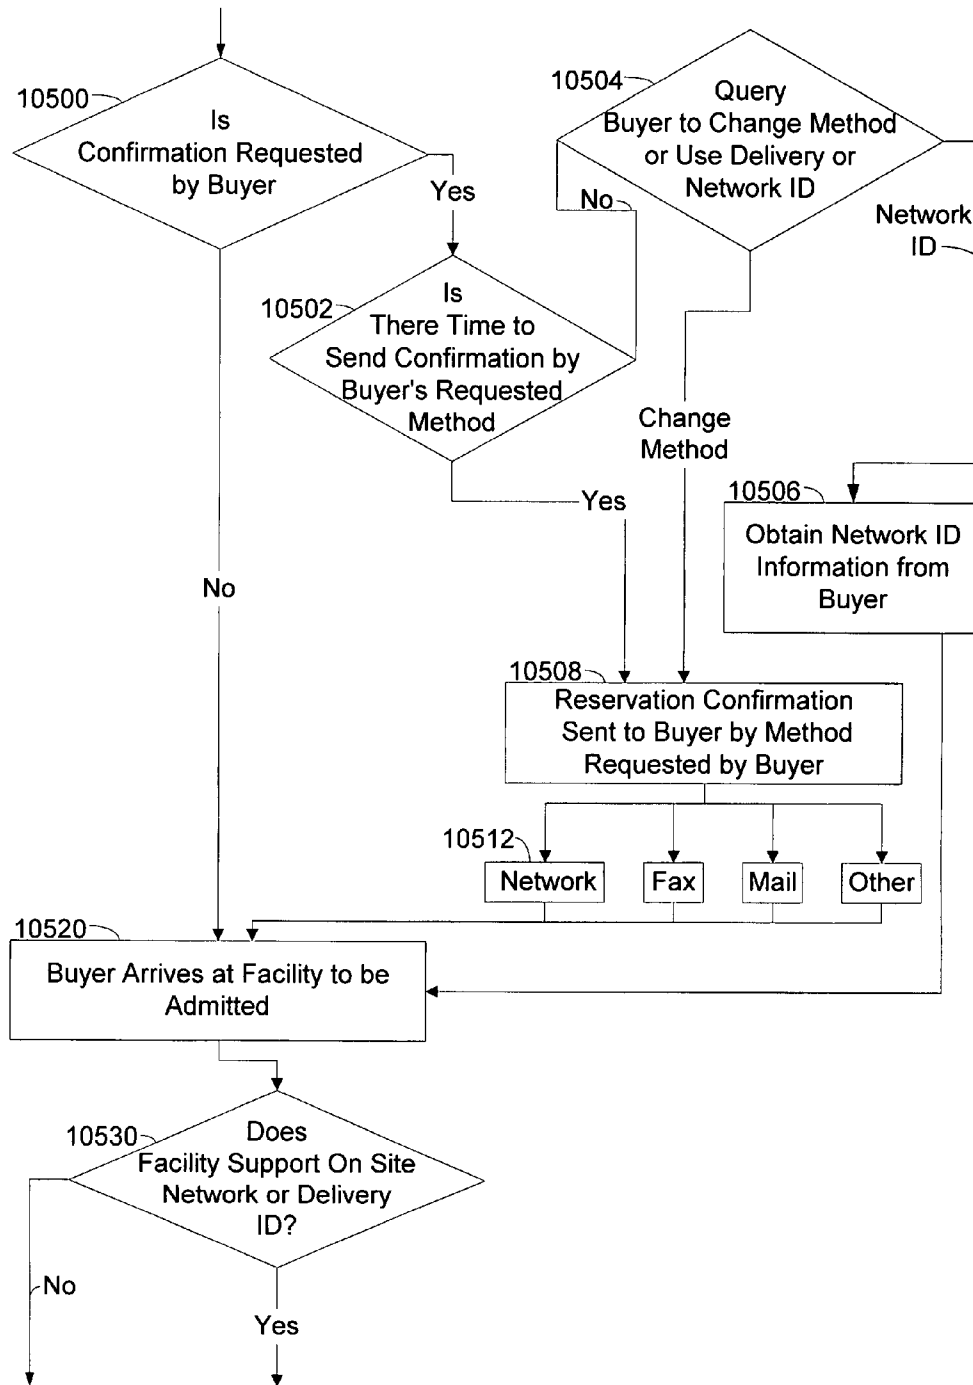 10500
Is
Confirmation Requested
by Buyer
Yes
10504
Query
Buyer to Change Method
or Use Delivery or
Network ID
No
Network
ID
10502
Is
There Time to
Send Confirmation by
Buyer's Requested
Method
Change
Method
Yes
10506
Obtain Network ID
Information from
Buyer
No
10508
Reservation Confirmation
Sent to Buyer by Method
Requested by Buyer
10512
Network
Fax
Mail
Other
10520
Buyer Arrives at Facility to be
Admitted
10530
Does
Facility Support On Site
Network or Delivery
ID?
No
Yes